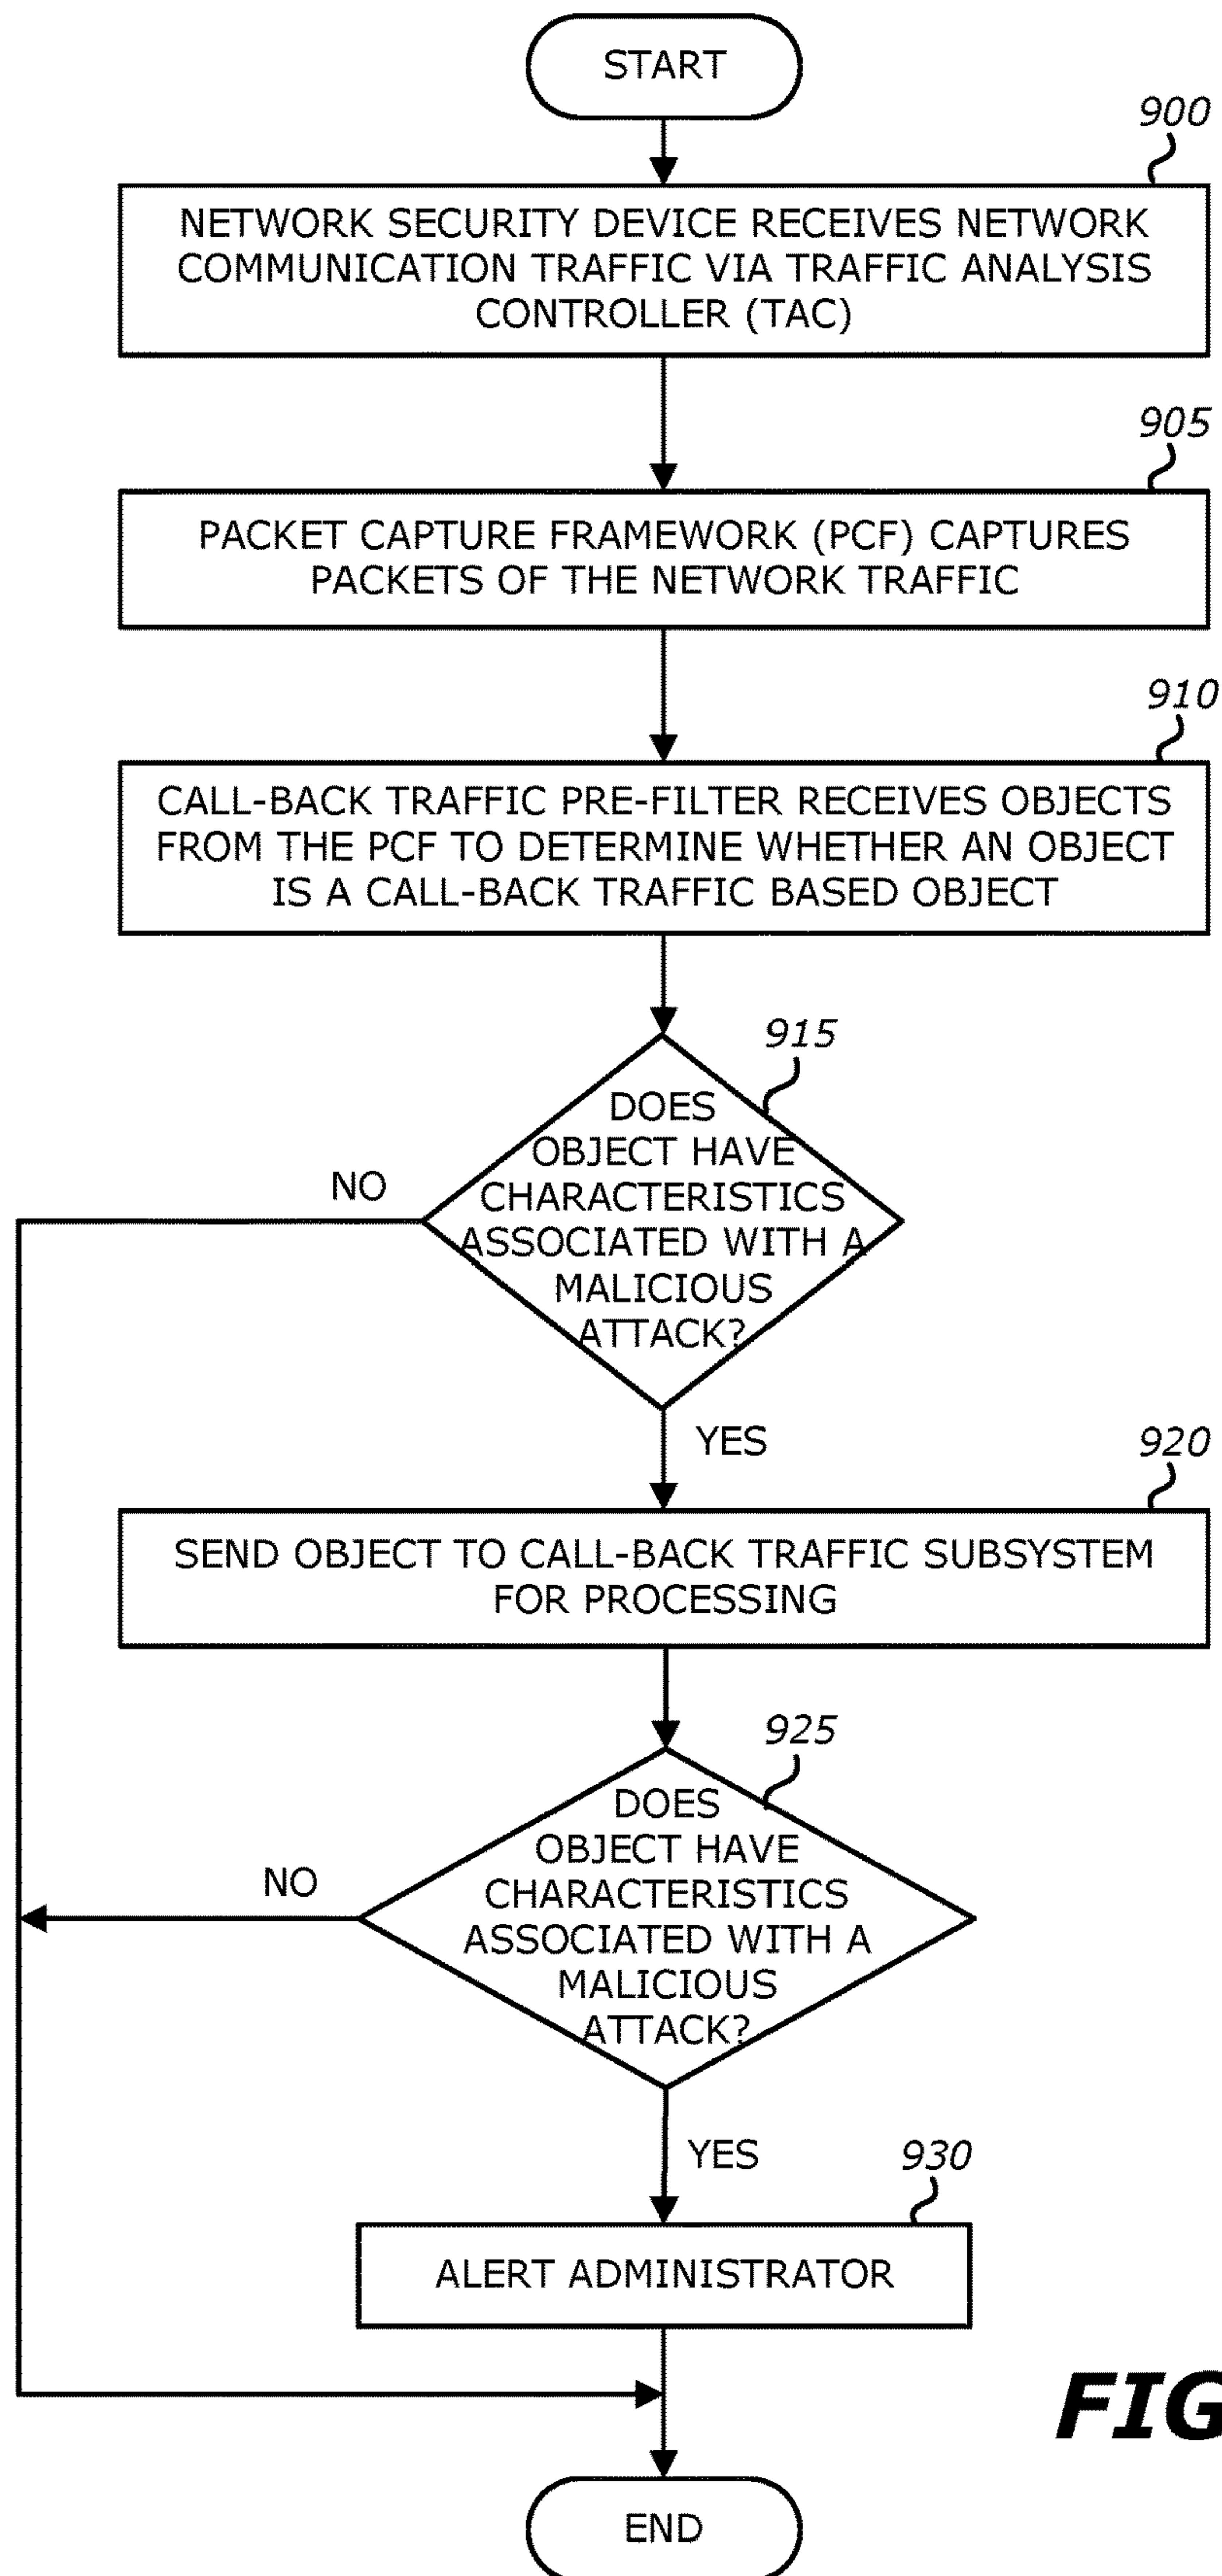 START
900
NETWORK SECURITY DEVICE RECEIVES NETWORK
COMMUNICATION TRAFFIC VIA TRAFFIC ANALYSIS
CONTROLLER (TAC)
905
PACKET CAPTURE FRAMEWORK (PCF) CAPTURES
PACKETS OF THE NETWORK TRAFFIC
910
CALL-BACK TRAFFIC PRE-FILTER RECEIVES OBJECTS
FROM THE PCF TO DETERMINE WHETHER AN OBJECT
IS A CALL-BACK TRAFFIC BASED OBJECT
915
DOES
OBJECT HAVE
CHARACTERISTICS
ASSOCIATED WITH A
MALICIOUS
ATTACK?
NO
YES
920
SEND OBJECT TO CALL-BACK TRAFFIC SUBSYSTEM
FOR PROCESSING
925
DOES
OBJECT HAVE
CHARACTERISTICS
ASSOCIATED WITH A
MALICIOUS
ATTACK?
NO
YES
930
ALERT ADMINISTRATOR
FIG
END